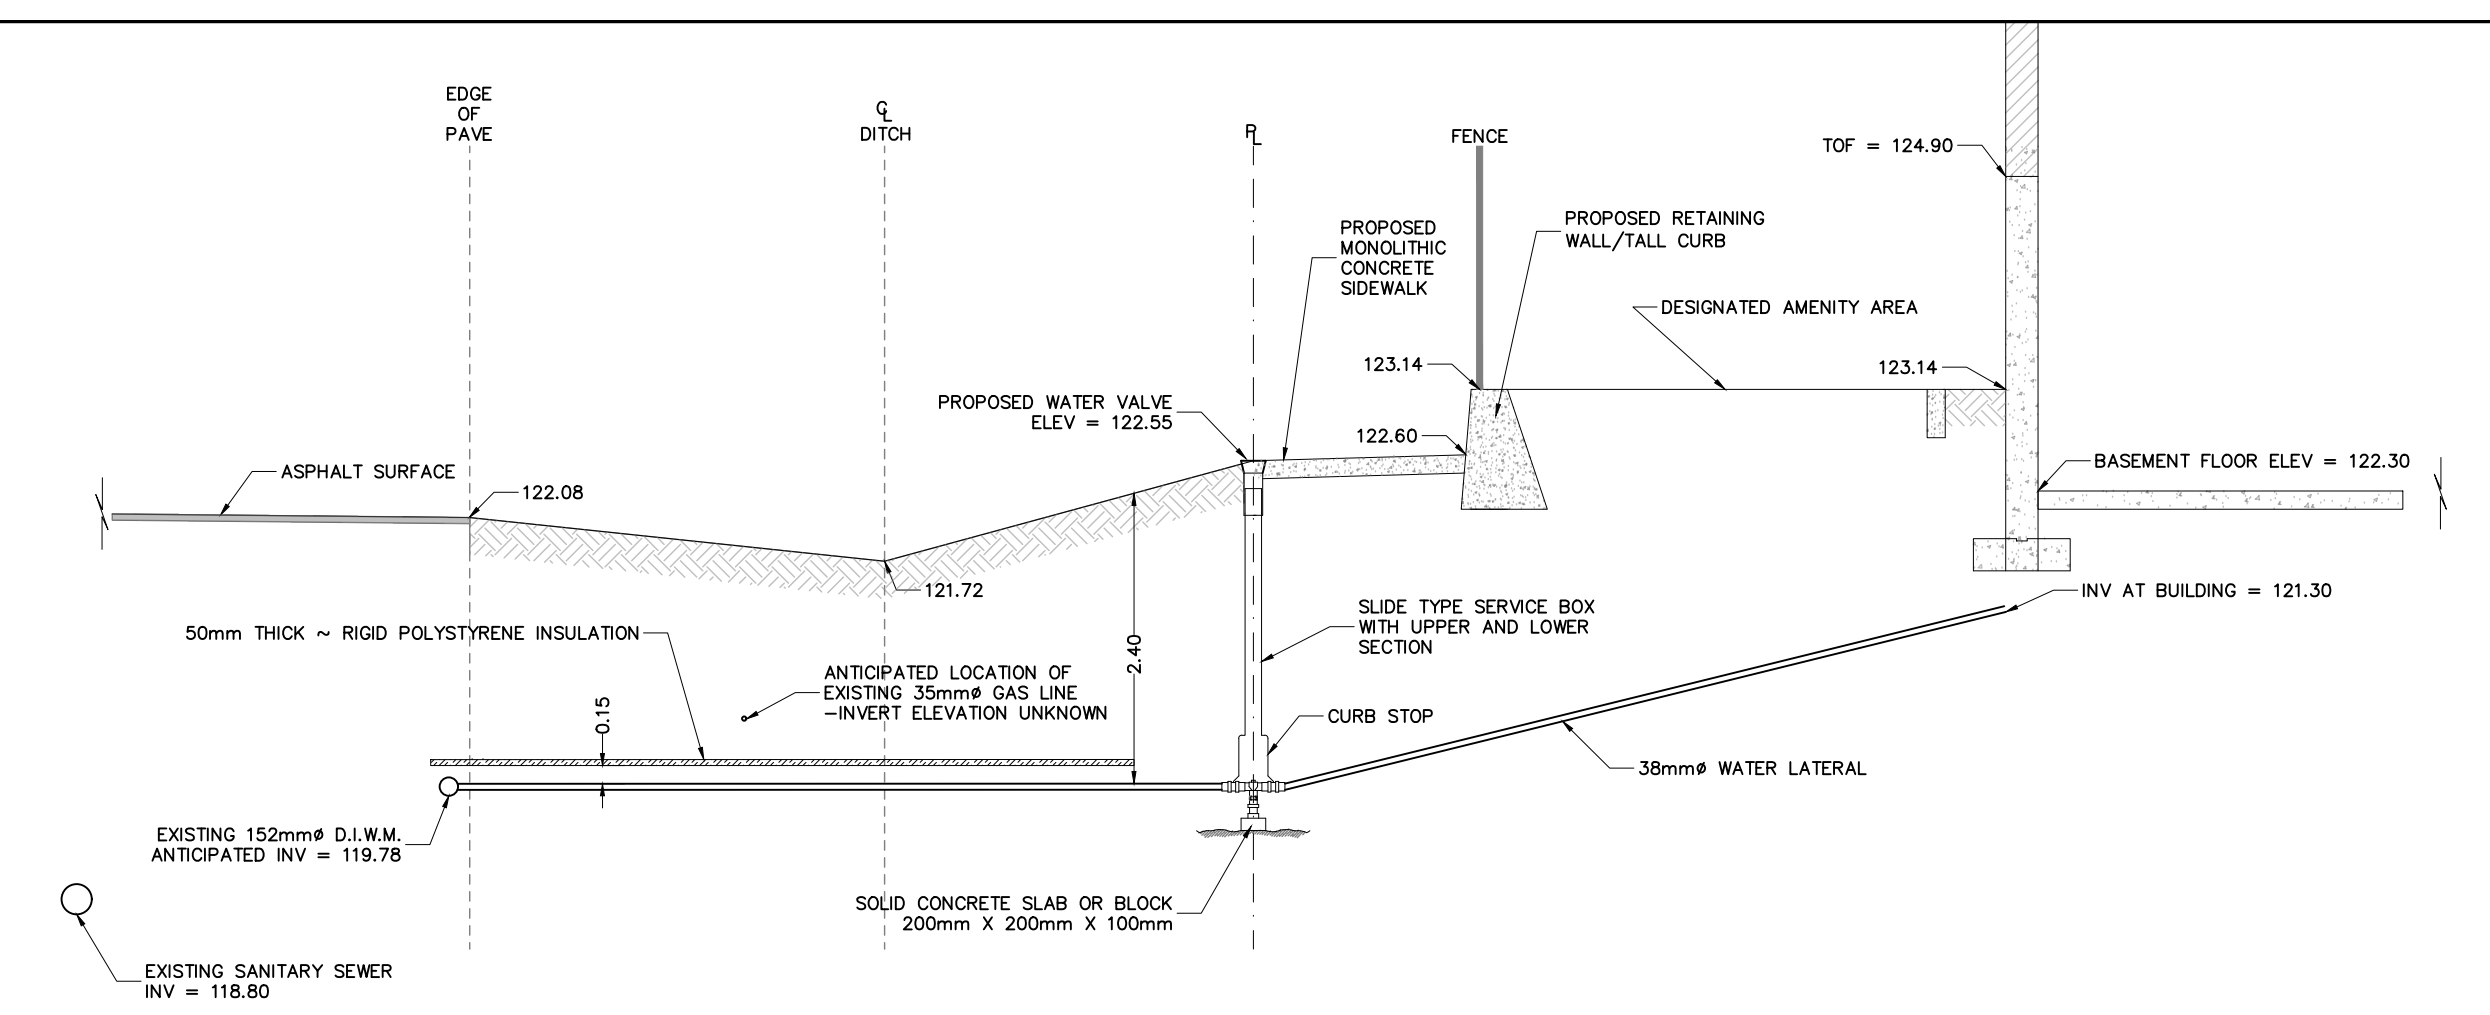 EDGE
OF
PAVE
CL
DITCH
PL
FENCE
TOF = 124.90
PROPOSED
MONOLITHIC
CONCRETE
SIDEWALK
PROPOSED RETAINING
WALL/TALL CURB
DESIGNATED AMENITY AREA
123.14
123.14
PROPOSED WATER VALVE
ELEV = 122.55
122.60
ASPHALT SURFACE
122.08
BASEMENT FLOOR ELEV = 122.30
121.72
INV AT BUILDING = 121.30
50mm THICK ~ RIGID POLYSTYRENE INSULATION
SLIDE TYPE SERVICE BOX
WITH UPPER AND LOWER
SECTION
2.40
ANTICIPATED LOCATION OF
EXISTING 35mmø GAS LINE
-INVERT ELEVATION UNKNOWN
0.15
CURB STOP
38mmø WATER LATERAL
EXISTING 152mmø D.I.W.M.
ANTICIPATED INV = 119.78
SOLID CONCRETE SLAB OR BLOCK
200mm X 200mm X 100mm
EXISTING SANITARY SEWER
INV = 118.80